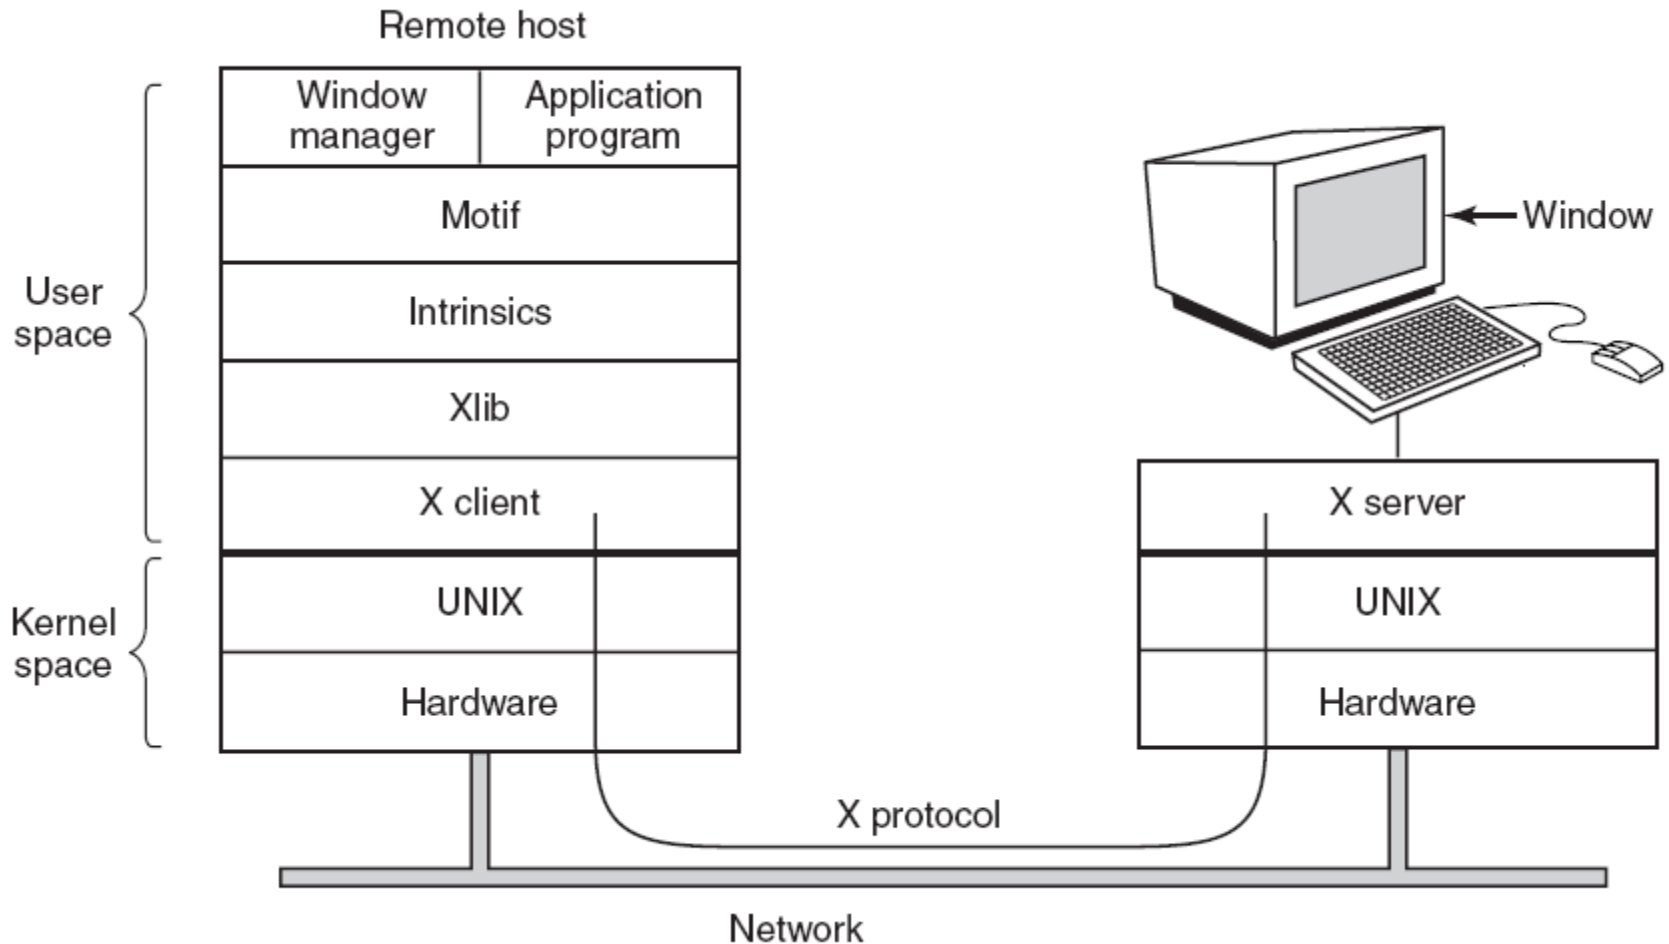 Remote host
Window
manager
Application
program
Motif
Intrinsics
Xlib
X client
UNIX
Hardware
User
space
Kernel
space
Window
X server
UNIX
Hardware
X protocol
Network